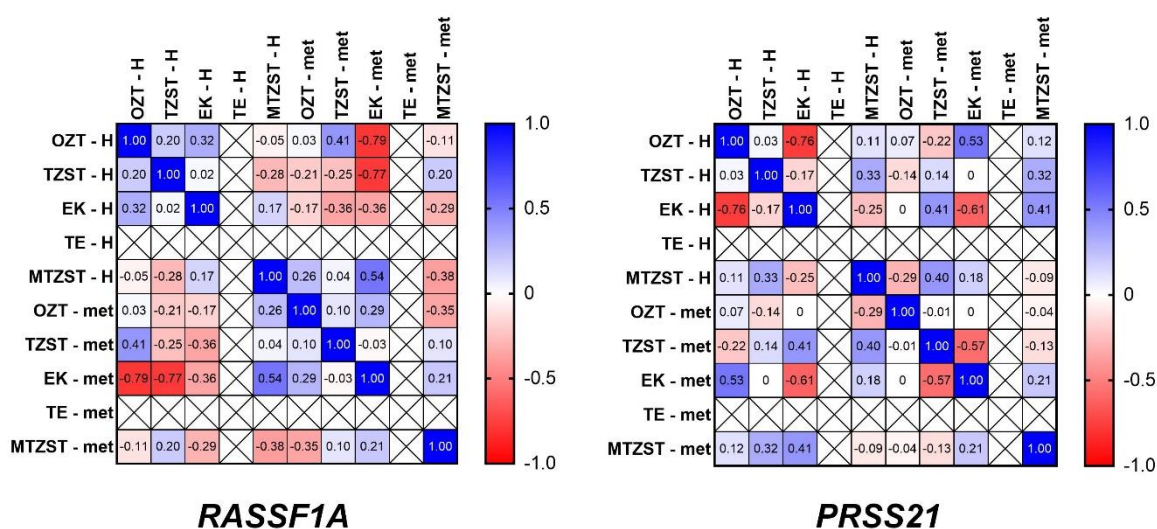 OZT - H TZST - H EK - H TE - H MTZST - H OZT - met TZST - met EK - met TE - met MTZST - met
OZT - H 1.00 0.20 0.32 -0.05 0.03 0.41 -0.79 -0.11
TZST - H 0.20 1.00 0.02 -0.28 -0.21 -0.25 -0.77 0.20
EK - H 0.32 0.02 1.00 0.17 -0.17 -0.36 -0.36 -0.29
TE - H
MTZST - H -0.05 -0.28 0.17 1.00 0.26 0.04 0.54 -0.38
OZT - met 0.03 -0.21 -0.17 0.26 1.00 0.10 0.29 -0.35
TZST - met 0.41 -0.25 -0.36 0.04 0.10 1.00 -0.03 0.10
EK - met -0.79 -0.77 -0.36 0.54 0.29 -0.03 1.00 0.21
TE - met
MTZST - met -0.11 0.20 -0.29 -0.38 -0.35 0.10 0.21 1.00
1.0
0.5
0
-0.5
-1.0
RASSF1A
OZT - H TZST - H EK - H TE - H MTZST - H OZT - met TZST - met EK - met TE - met MTZST - met
OZT - H 1.00 0.03 -0.76 0.11 0.07 -0.22 0.53 0.12
TZST - H 0.03 1.00 -0.17 0.33 -0.14 0.14 0 0.32
EK - H -0.76 -0.17 1.00 -0.25 0 0.41 -0.61 0.41
TE - H
MTZST - H 0.11 0.33 -0.25 1.00 -0.29 0.40 0.18 -0.09
OZT - met 0.07 -0.14 0 -0.29 1.00 -0.01 0 -0.04
TZST - met -0.22 0.14 0.41 0.40 -0.01 1.00 -0.57 -0.13
EK - met 0.53 0 -0.61 0.18 0 -0.57 1.00 0.21
TE - met
MTZST - met 0.12 0.32 0.41 -0.09 -0.04 -0.13 0.21 1.00
1.0
0.5
0
-0.5
-1.0
PRSS21